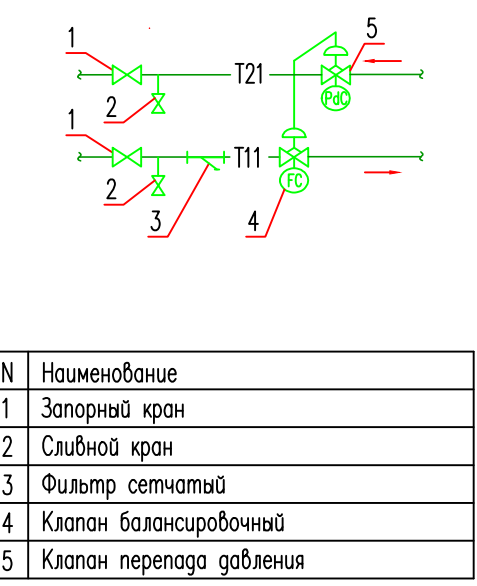 1
5
T21
PdC
2
1
T11
FC
2
3
4
N Наименование
1 Запорный кран
2 Сливной кран
3 Фильтр сетчатый
4 Клапан балансировочный
5 Клапан перепада давления